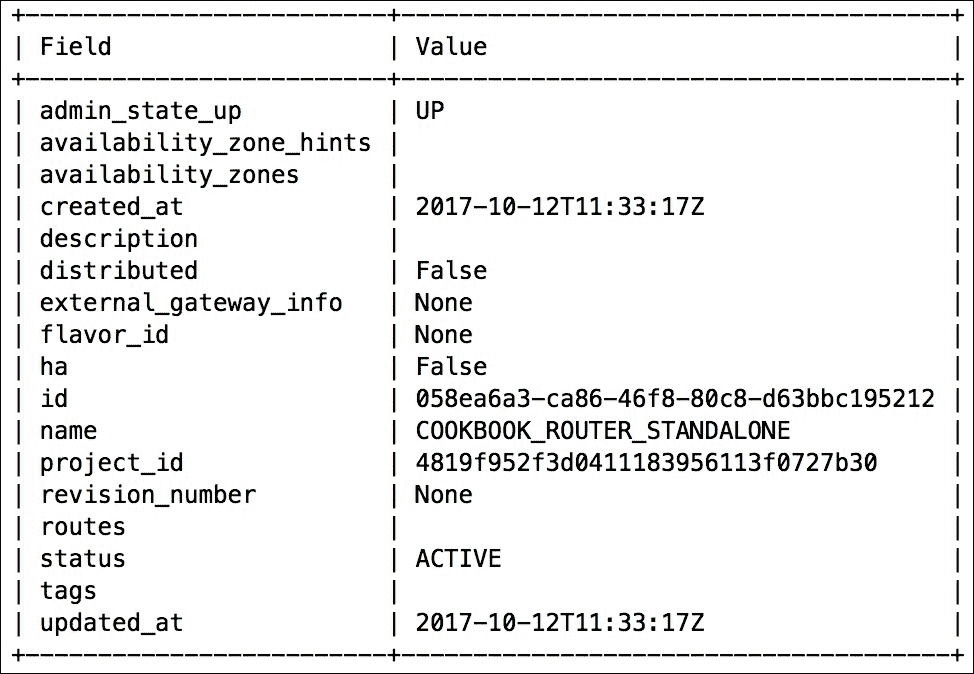 +-------------------------+--------------------------------------+
| Field                   | Value                                |
+-------------------------+--------------------------------------+
| admin_state_up          | UP                                   |
| availability_zone_hints |                                      |
| availability_zones      |                                      |
| created_at              | 2017-10-12T11:33:17Z                 |
| description             |                                      |
| distributed             | False                                |
| external_gateway_info   | None                                 |
| flavor_id               | None                                 |
| ha                      | False                                |
| id                      | 058ea6a3-ca86-46f8-80c8-d63bbc195212 |
| name                    | COOKBOOK_ROUTER_STANDALONE           |
| project_id              | 4819f952f3d0411183956113f0727b30     |
| revision_number         | None                                 |
| routes                  |                                      |
| status                  | ACTIVE                               |
| tags                    |                                      |
| updated_at              | 2017-10-12T11:33:17Z                 |
+-------------------------+--------------------------------------+